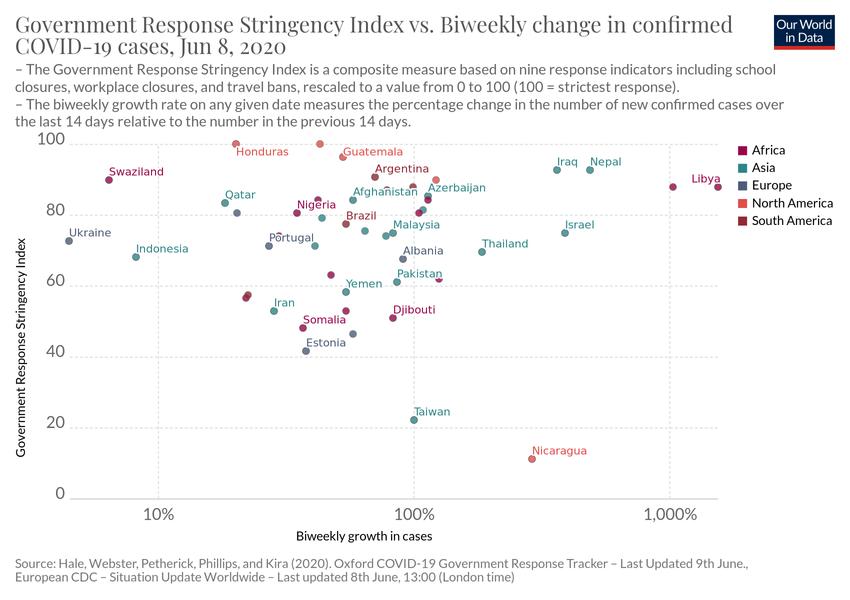 Government Response Stringency Index vs. Biweekly change in confirmed
COVID-19 cases, Jun 8, 2020
Our World
in Data
– The Government Response Stringency Index is a composite measure based on nine response indicators including school
closures, workplace closures, and travel bans, rescaled to a value from 0 to 100 (100 = strictest response).
– The biweekly growth rate on any given date measures the percentage change in the number of new confirmed cases over
the last 14 days relative to the number in the previous 14 days.
100
Honduras
Guatemala
Africa
Asia
Europe
North America
South America
Swaziland
Argentina
Iraq
Nepal
Libya
Qatar
Afghanistan
Azerbaijan
80
Nigeria
Brazil
Malaysia
Israel
Ukraine
Portugal
Indonesia
Albania
Thailand
60
Yemen
Pakistan
Iran
Somalia
Djibouti
40
Estonia
20
Taiwan
Nicaragua
0
Government Response Stringency Index
10%
100%
1,000%
Biweekly growth in cases
Source: Hale, Webster, Petherick, Phillips, and Kira (2020). Oxford COVID-19 Government Response Tracker – Last Updated 9th June.,
European CDC – Situation Update Worldwide – Last updated 8th June, 13:00 (London time)